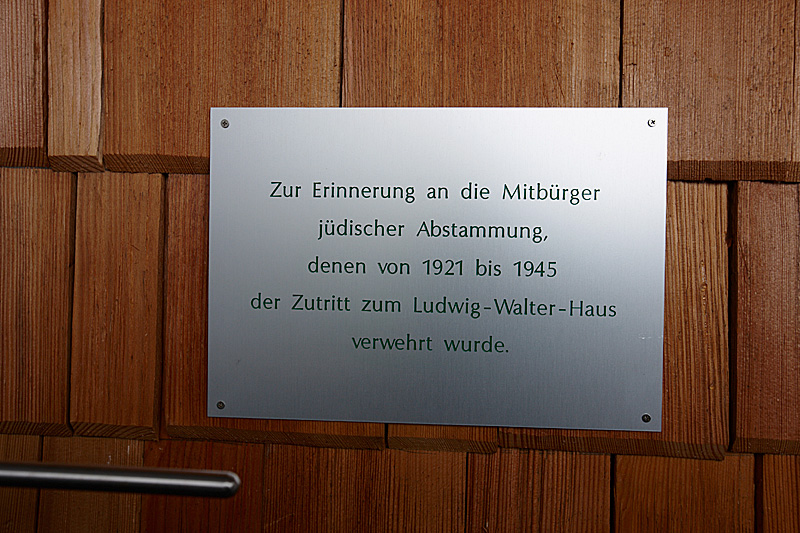 Zur Erinnerung an die Mitbürger
jüdischer Abstammung,
denen von 1921 bis 1945
der Zutritt zum Ludwig-Walter-Haus
verwehrt wurde.